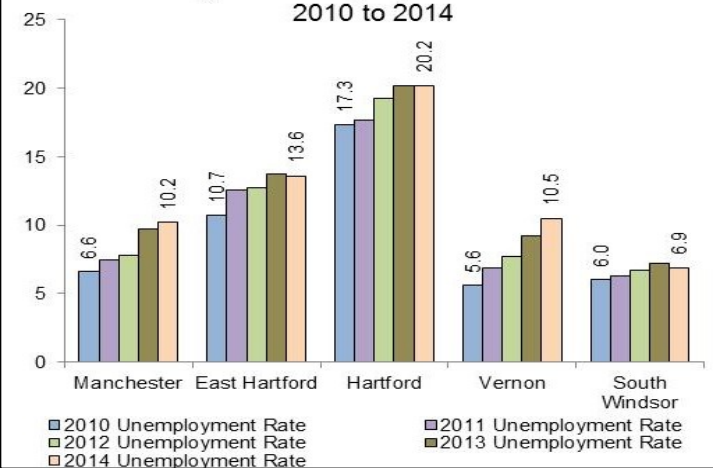 2010 to 2014
25
20
15
10
5
0
6.6
10.2
10.7
13.6
17.3
20.2
5.6
10.5
6.0
6.9
Manchester East Hartford Hartford Vernon South
Windsor
2010 Unemployment Rate 2011 Unemployment Rate
2012 Unemployment Rate 2013 Unemployment Rate
2014 Unemployment Rate